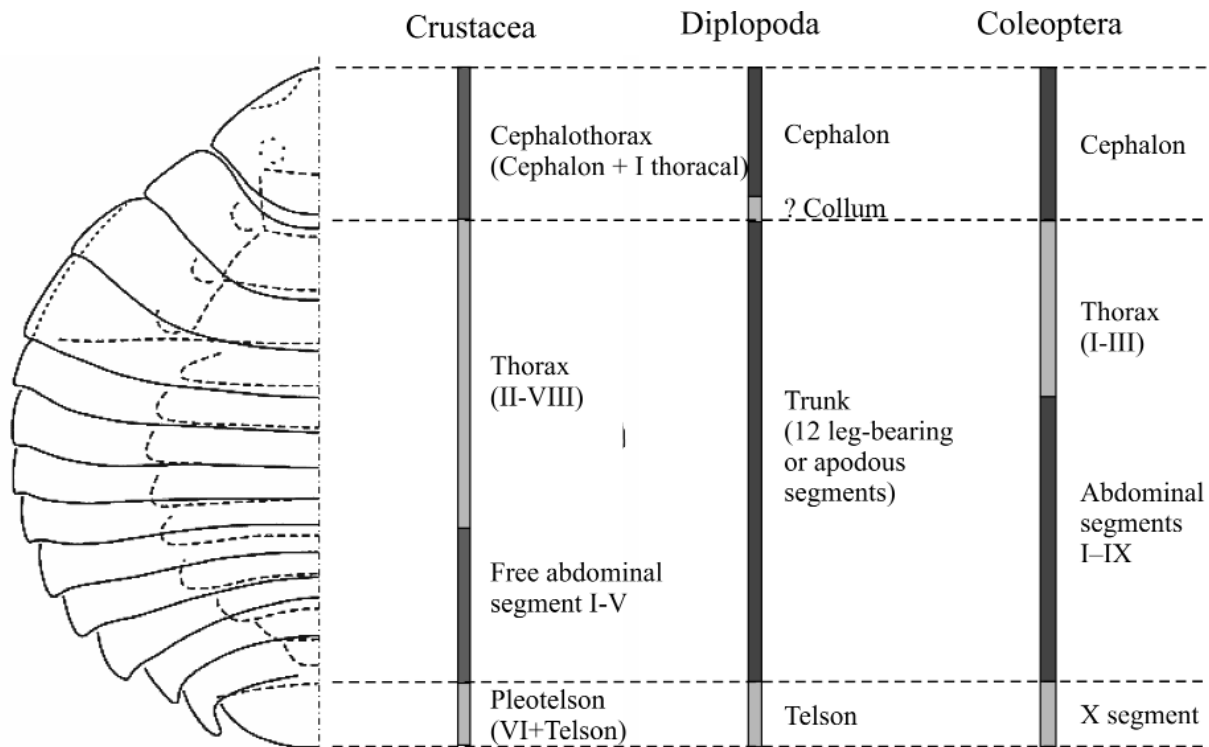 Crustacea
Diplopoda
Coleoptera
Cephalothorax
(Cephalon + I thoracal)
Cephalon
? Collum
Cephalon
Thorax
(II-VIII)
Trunk
(12 leg-bearing
or apodous
segments)
Thorax
(I-III)
Free abdominal
segment I-V
Abdominal
segments
I–IX
Pleotelson
(VI+Telson)
Telson
X segment